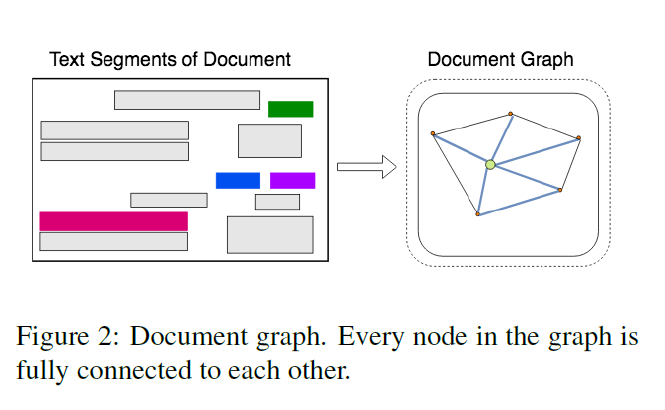 Text Segments of Document
Document Graph
Figure 2: Document graph. Every node in the graph is
fully connected to each other.